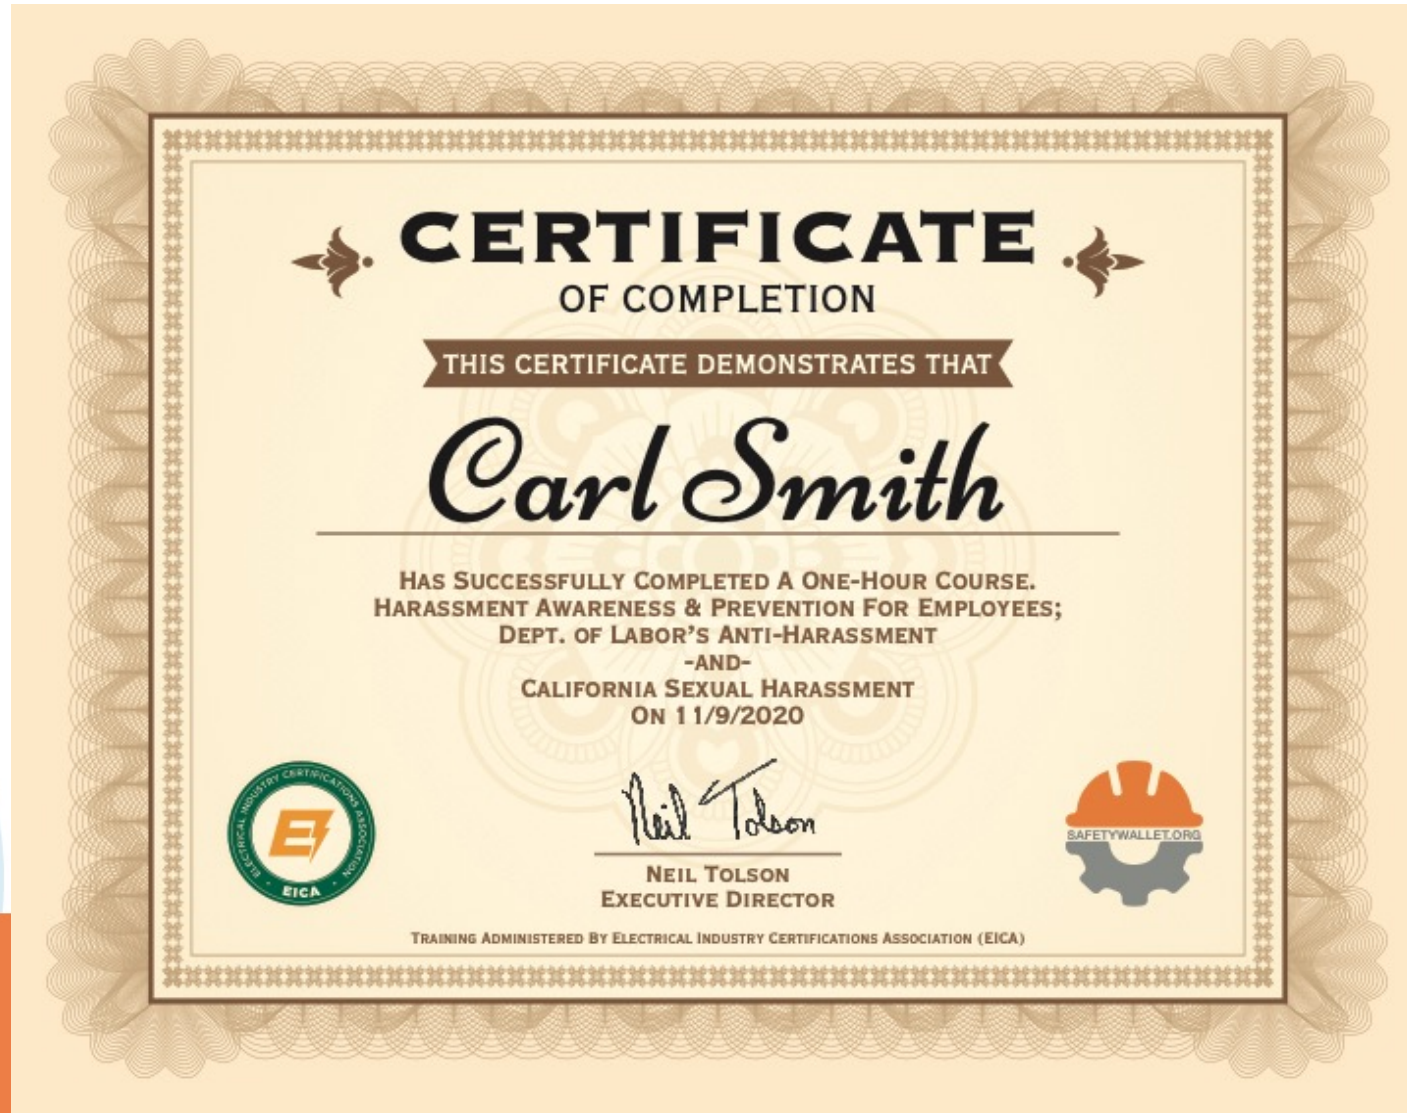 CERTIFICATE
OF COMPLETION
THIS CERTIFICATE DEMONSTRATES THAT
Carl Smith
HAS SUCCESSFULLY COMPLETED A ONE-HOUR COURSE.
HARASSMENT AWARENESS & PREVENTION FOR EMPLOYEES;
DEPT. OF LABOR'S ANTI-HARASSMENT
-AND-
CALIFORNIA SEXUAL HARASSMENT
ON 11/9/2020
ELECTRICAL INDUSTRY CERTIFICATIONS ASSOCIATION
E
EICA
Neil Tolson
SAFETYWALLET.ORG
NEIL TOLSON
EXECUTIVE DIRECTOR
TRAINING ADMINISTERED BY ELECTRICAL INDUSTRY CERTIFICATIONS ASSOCIATION (EICA)